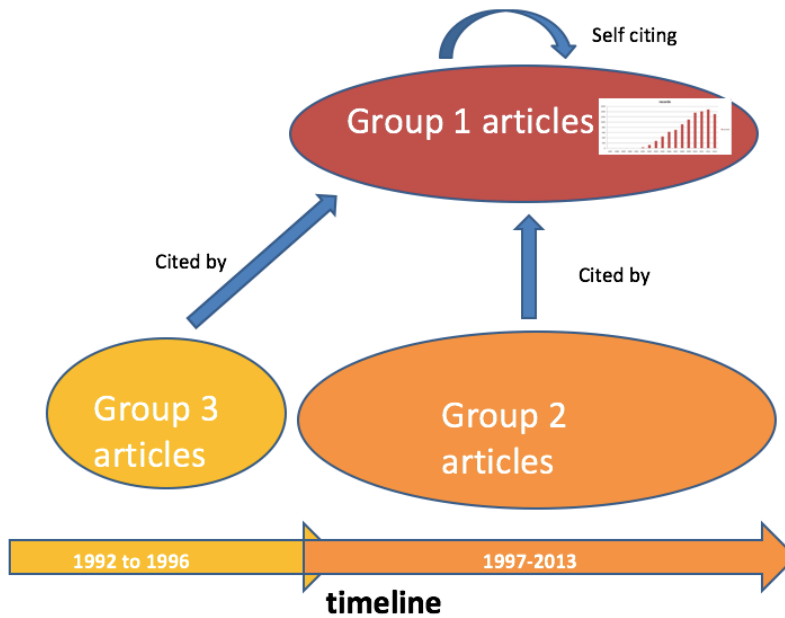 Self citing
Group 1 articles
Cited by
Cited by
Group 3
articles
Group 2
articles
1992 to 1996
1997-2013
timeline